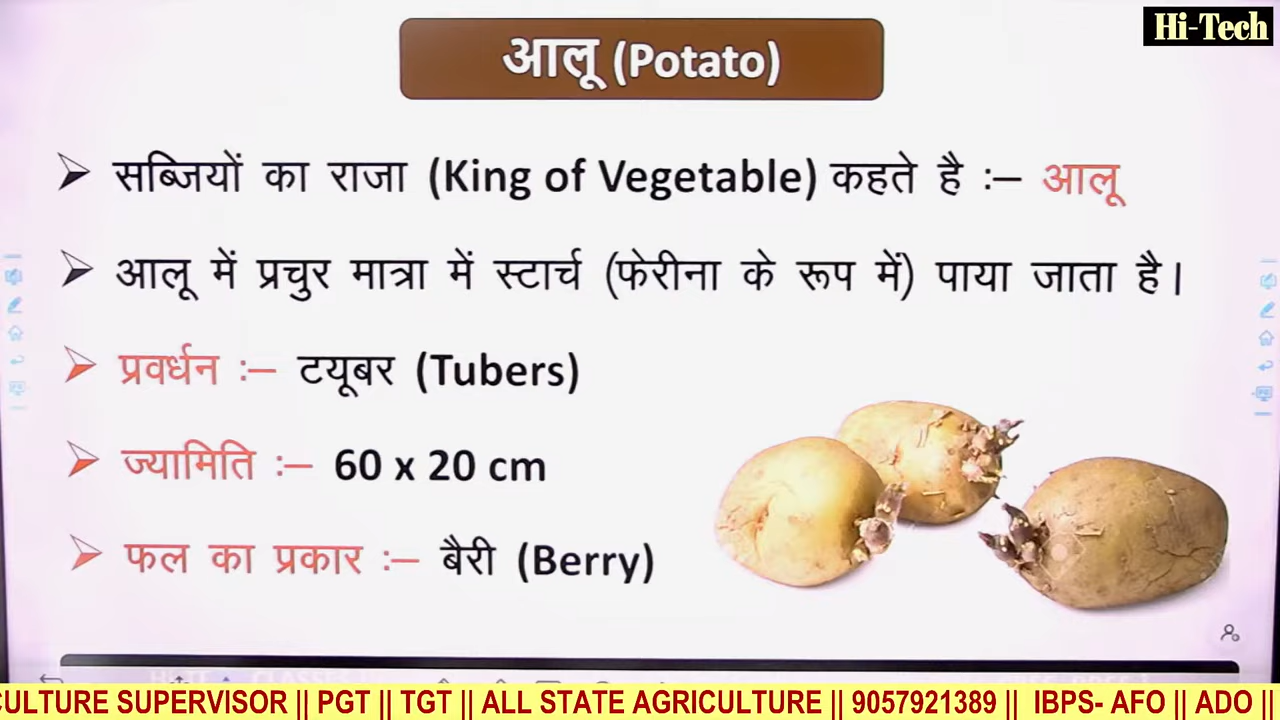 Hi-Tech
आलू (Potato)
➢ सब्जियों का राजा (King of Vegetable) कहते है :– आलू
➢ आलू में प्रचुर मात्रा में स्टार्च (फेरीना के रूप में) पाया जाता है।
➢ प्रवर्धन :– टयूबर (Tubers)
➢ ज्यामिति :– 60 x 20 cm
➢ फल का प्रकार :– बैरी (Berry)
CULTURE SUPERVISOR || PGT || TGT || ALL STATE AGRICULTURE || 9057921389 || IBPS- AFO || ADO ||